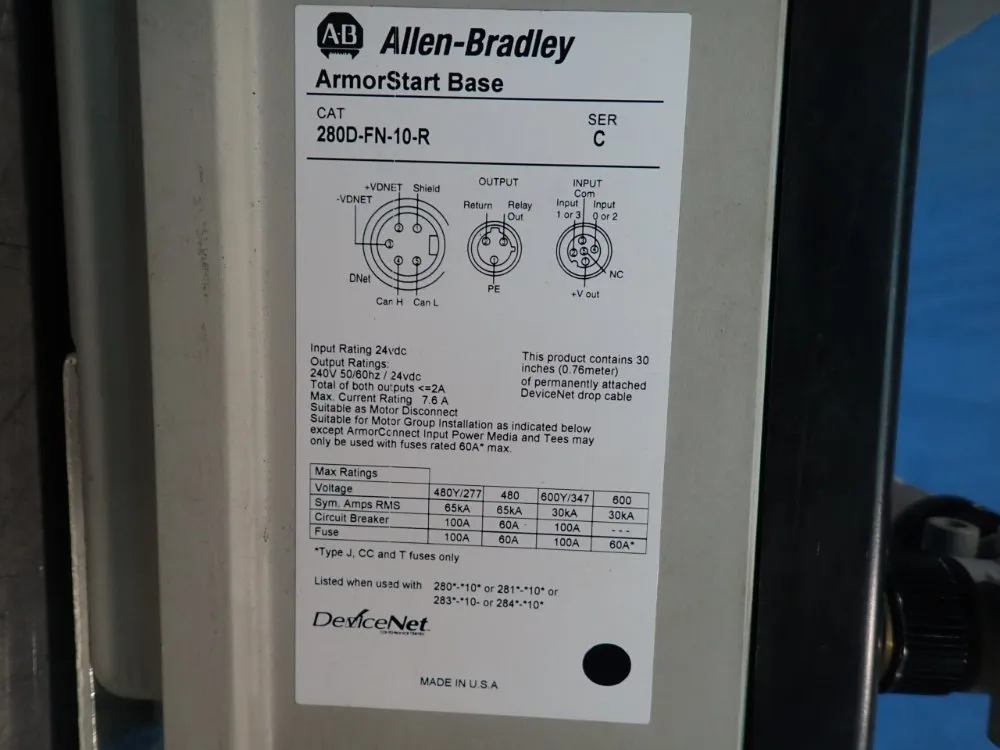 A-B Allen-Bradley
ArmorStart Base
CAT
280D-FN-10-R
SER
C
+VDNET Shield
-VDNET
DNet
Can H Can L
1 2 3 4 5
OUTPUT
Return Relay
Out
PE
INPUT
Com
Input Input
1 or 3 0 or 2
NC
+V out
Input Rating 24vdc
Output Ratings:
240V 50/60hz / 24vdc
Total of both outputs <=2A
Max. Current Rating 7.6 A
Suitable as Motor Disconnect
Suitable for Motor Group Installation as indicated below
except ArmorConnect Input Power Media and Tees may
only be used with fuses rated 60A* max.
This product contains 30
inches (0.76meter)
of permanently attached
DeviceNet drop cable
Max Ratings
Voltage 480Y/277 480 600Y/347 600
Sym. Amps RMS 65kA 65kA 30kA 30kA
Circuit Breaker 100A 60A 100A ---
Fuse 100A 60A 100A 60A*
*Type J, CC and T fuses only
Listed when used with 280*-*10* or 281*-*10* or
283*-*10- or 284*-*10*
DeviceNet
MADE IN U.S.A